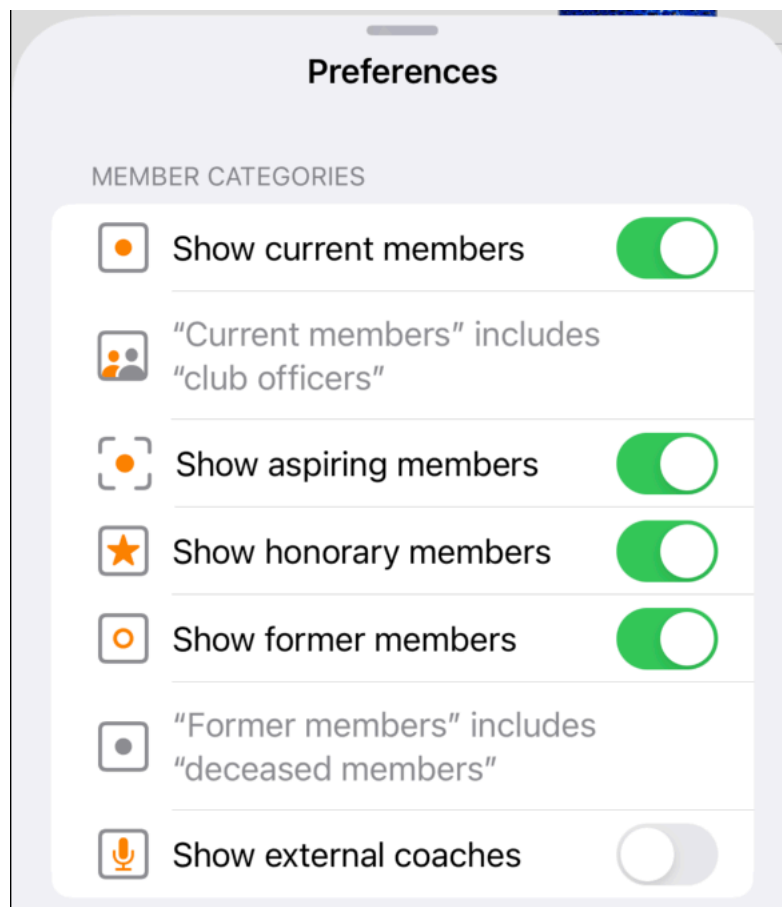 Preferences
MEMBER CATEGORIES
Show current members
“Current members” includes
“club officers”
Show aspiring members
Show honorary members
Show former members
“Former members” includes
“deceased members”
Show external coaches